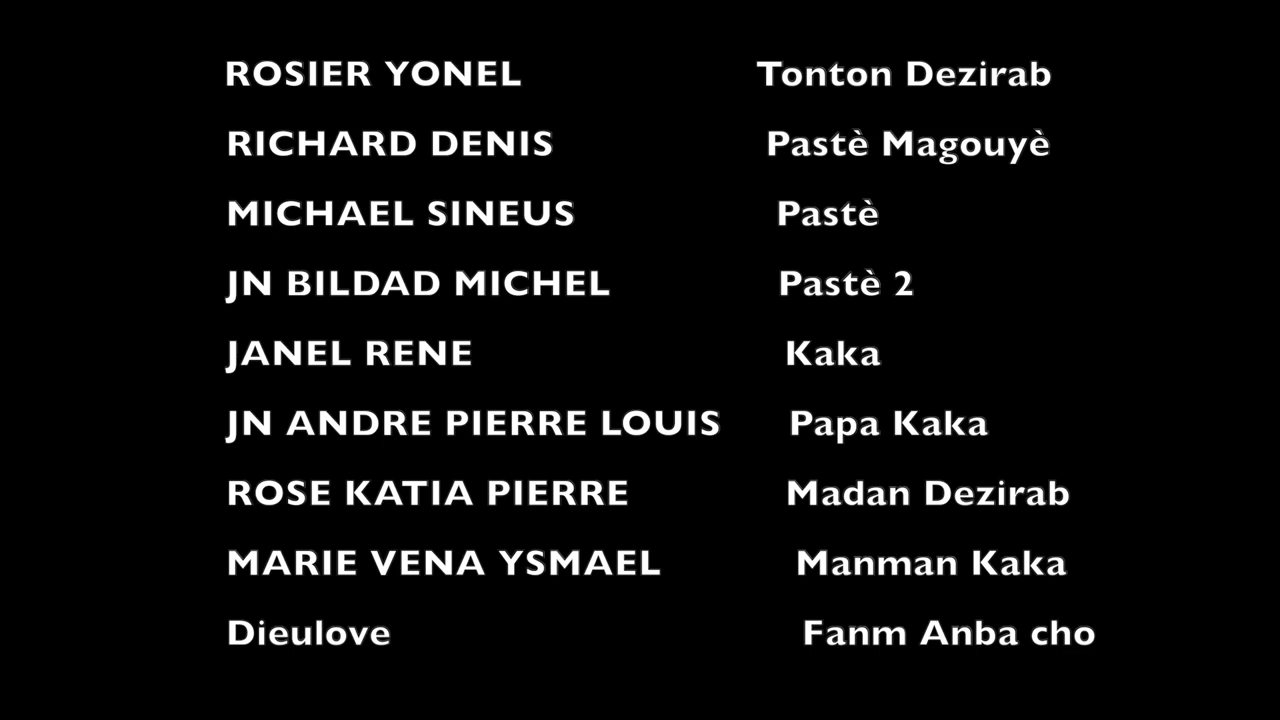 ROSIER YONEL Tonton Dezirab
RICHARD DENIS Pastè Magouyè
MICHAEL SINEUS Pastè
JN BILDAD MICHEL Pastè 2
JANEL RENE Kaka
JN ANDRE PIERRE LOUIS Papa Kaka
ROSE KATIA PIERRE Madan Dezirab
MARIE VENA YSMAEL Manman Kaka
Dieulove Fanm Anba cho